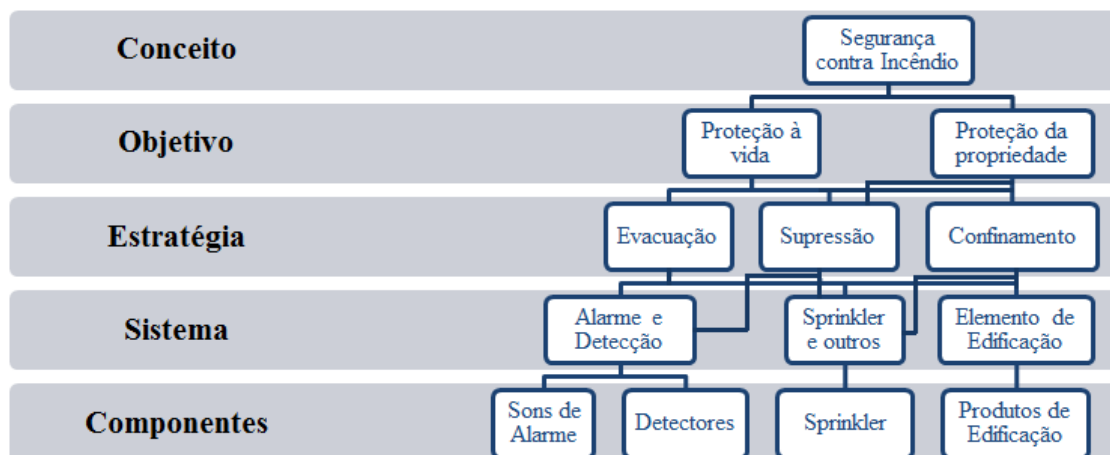 Conceito
Segurança
contra Incêndio
Objetivo
Proteção à
vida
Proteção da
propriedade
Estratégia
Evacuação
Supressão
Confinamento
Sistema
Alarme e
Detecção
Sprinkler
e outros
Elemento de
Edificação
Componentes
Sons de
Alarme
Detectores
Sprinkler
Produtos de
Edificação